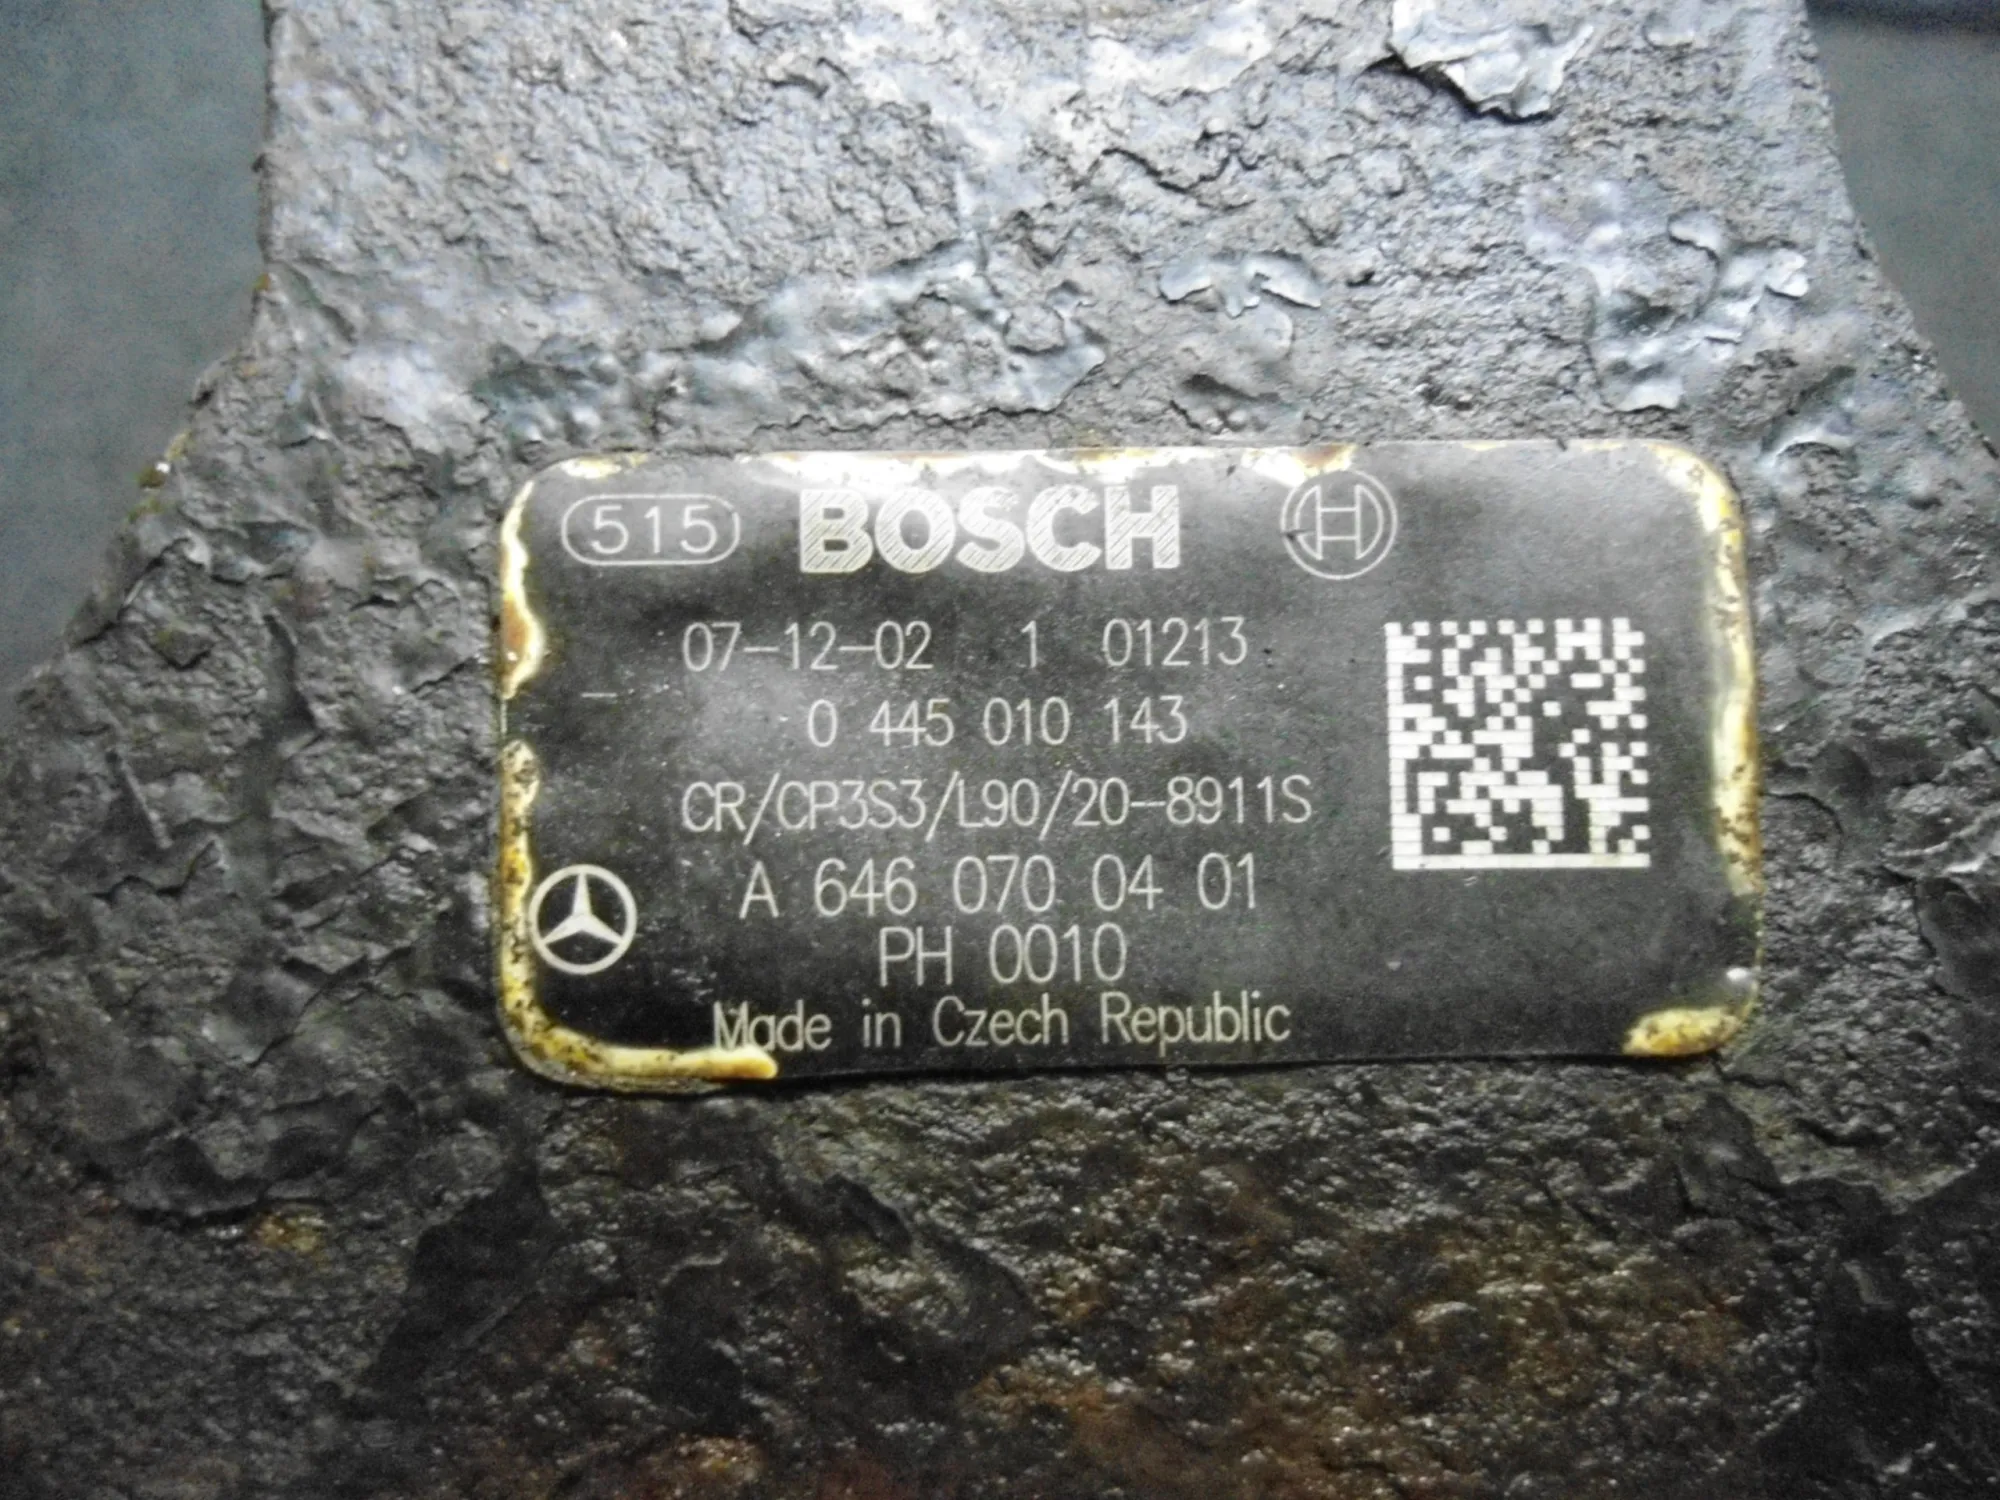 515 BOSCH
07-12-02 1 01213
0 445 010 143
CR/CP3S3/L90/20-8911S
A 646 070 04 01
PH 0010
Made in Czech Republic